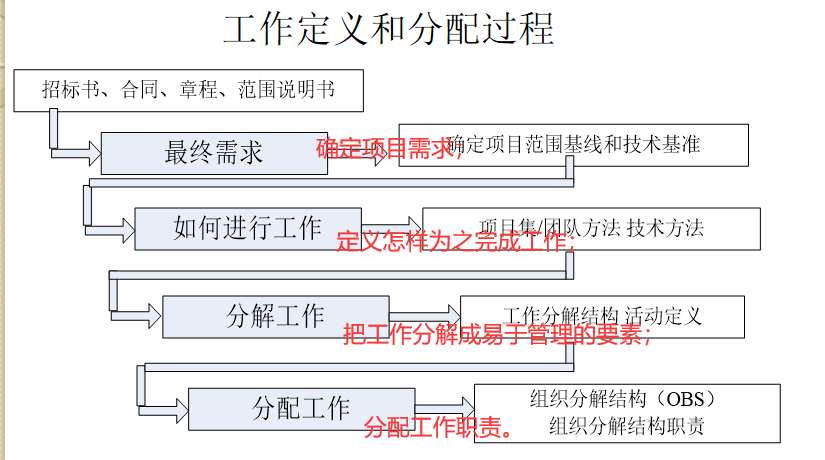 工作定义和分配过程
招标书、合同、章程、范围说明书
最终需求
确定项目需求；
确定项目范围基线和技术基准
如何进行工作
定义怎样为之完成工作；
项目集/团队方法 技术方法
分解工作
把工作分解成易于管理的要素；
工作分解结构 活动定义
分配工作
分配工作职责。
组织分解结构（OBS）
组织分解结构职责